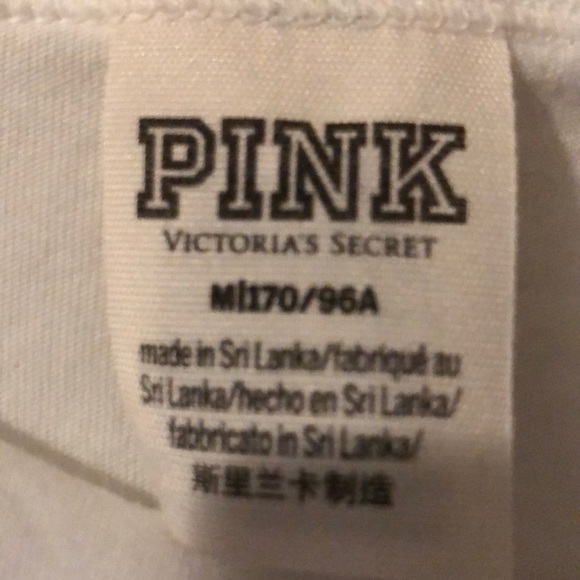 PINK
VICTORIA'S SECRET
M|170/96A
made in Sri Lanka/fabriqué au
Sri Lanka/hecho en Sri Lanka/
fabbricato in Sri Lanka/
斯里兰卡制造